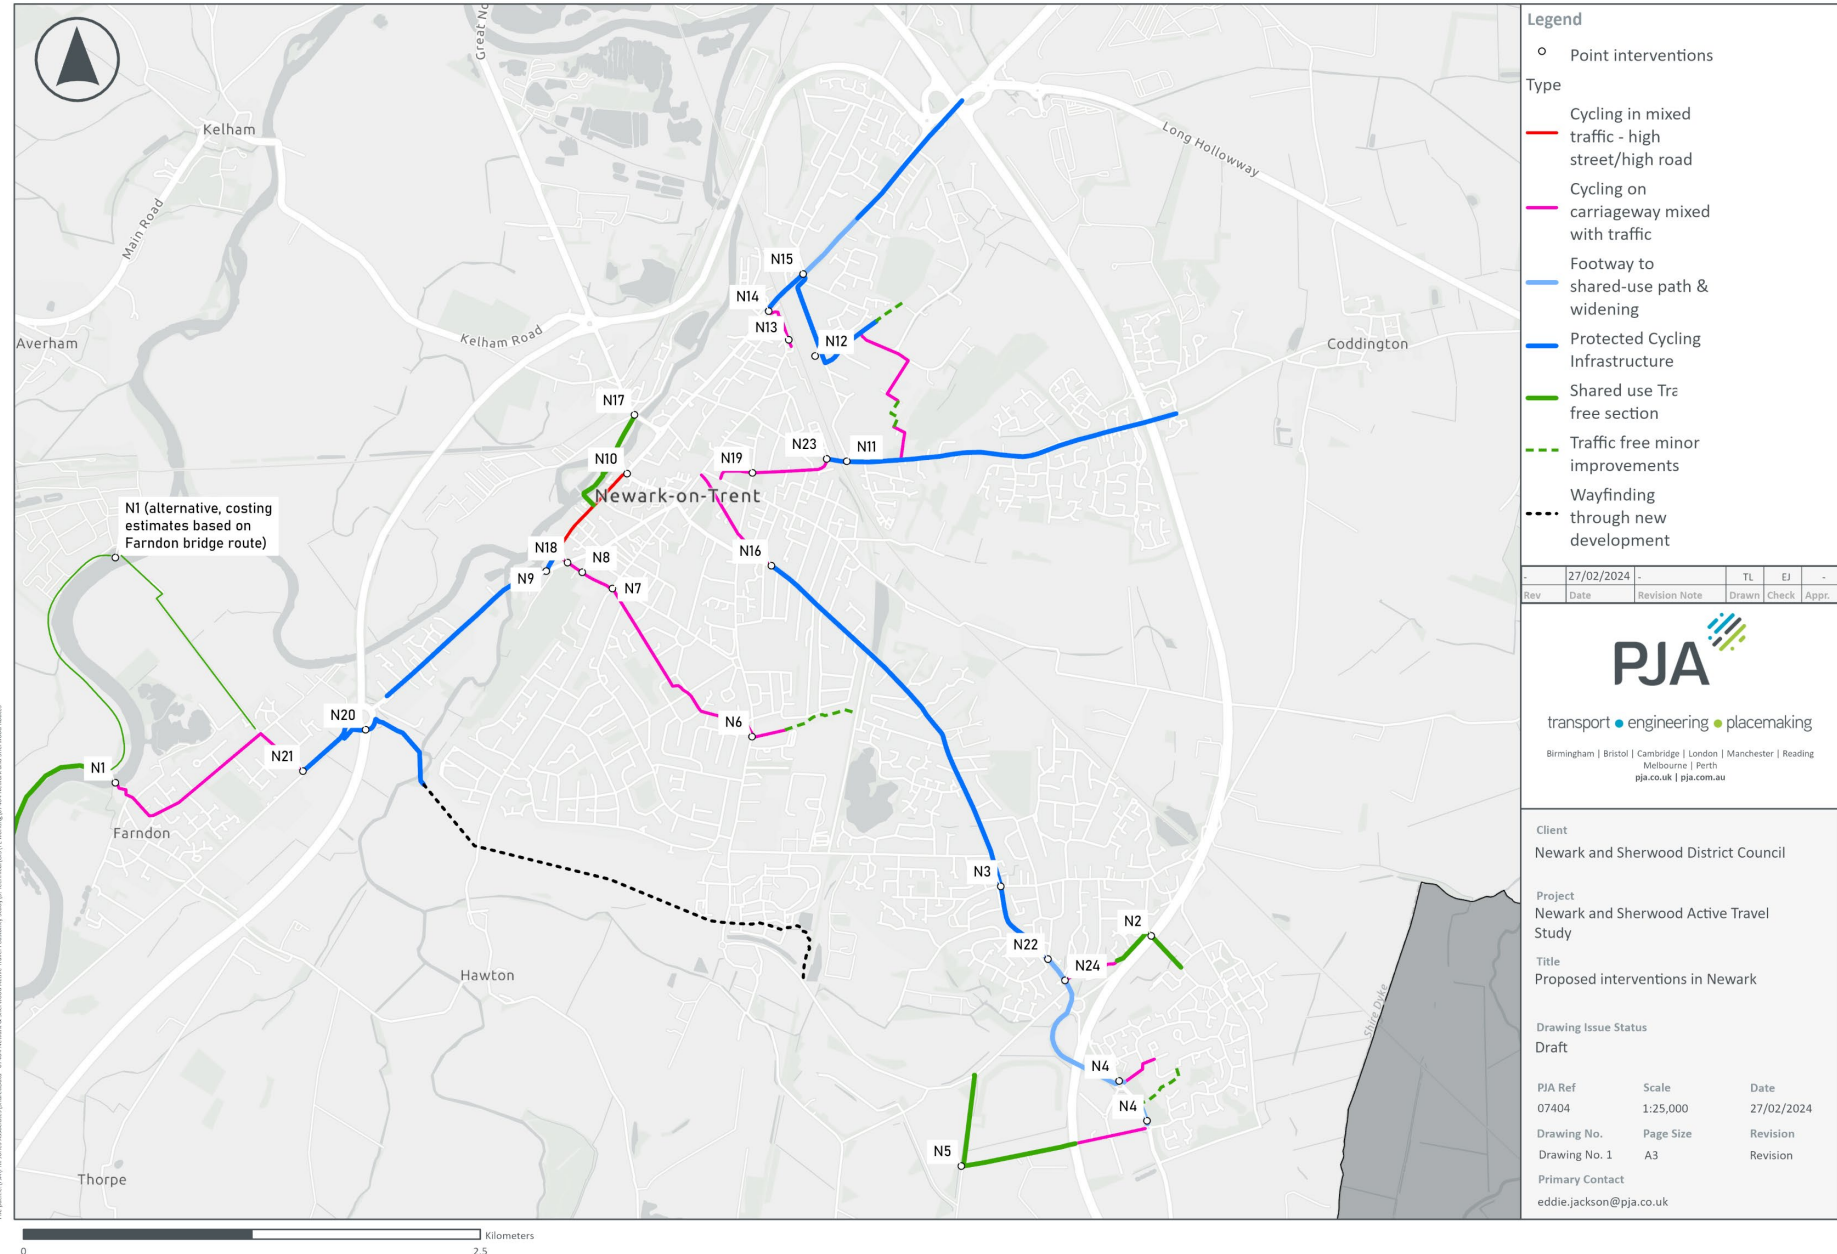 Great No
Kelham
Main Road
Long Hollowway
Averham
Kelham Road
Coddington
N15
N14
N13
N12
N17
N10
N23
N11
N19
Newark-on-Trent
N1 (alternative, costing
estimates based on
Farndon bridge route)
N18
N8
N9
N7
N16
N6
N20
N21
N1
Farndon
N3
N2
N22
N24
Hawton
Shire Dyke
N4
N4
N5
Thorpe
Kilometers
0
2.5
Legend
Point interventions
Type
Cycling in mixed
traffic - high
street/high road
Cycling on
carriageway mixed
with traffic
Footway to
shared-use path &
widening
Protected Cycling
Infrastructure
Shared use Tra
free section
Traffic free minor
improvements
Wayfinding
through new
development
- 27/02/2024 - TL EJ -
Rev Date Revision Note Drawn Check Appr.
PJA
transport engineering placemaking
Birmingham | Bristol | Cambridge | London | Manchester | Reading
Melbourne | Perth
pja.co.uk | pja.com.au
Client
Newark and Sherwood District Council
Project
Newark and Sherwood Active Travel
Study
Title
Proposed interventions in Newark
Drawing Issue Status
Draft
PJA Ref Scale Date
07404 1:25,000 27/02/2024
Drawing No. Page Size Revision
Drawing No. 1 A3 Revision
Primary Contact
eddie.jackson@pja.co.uk